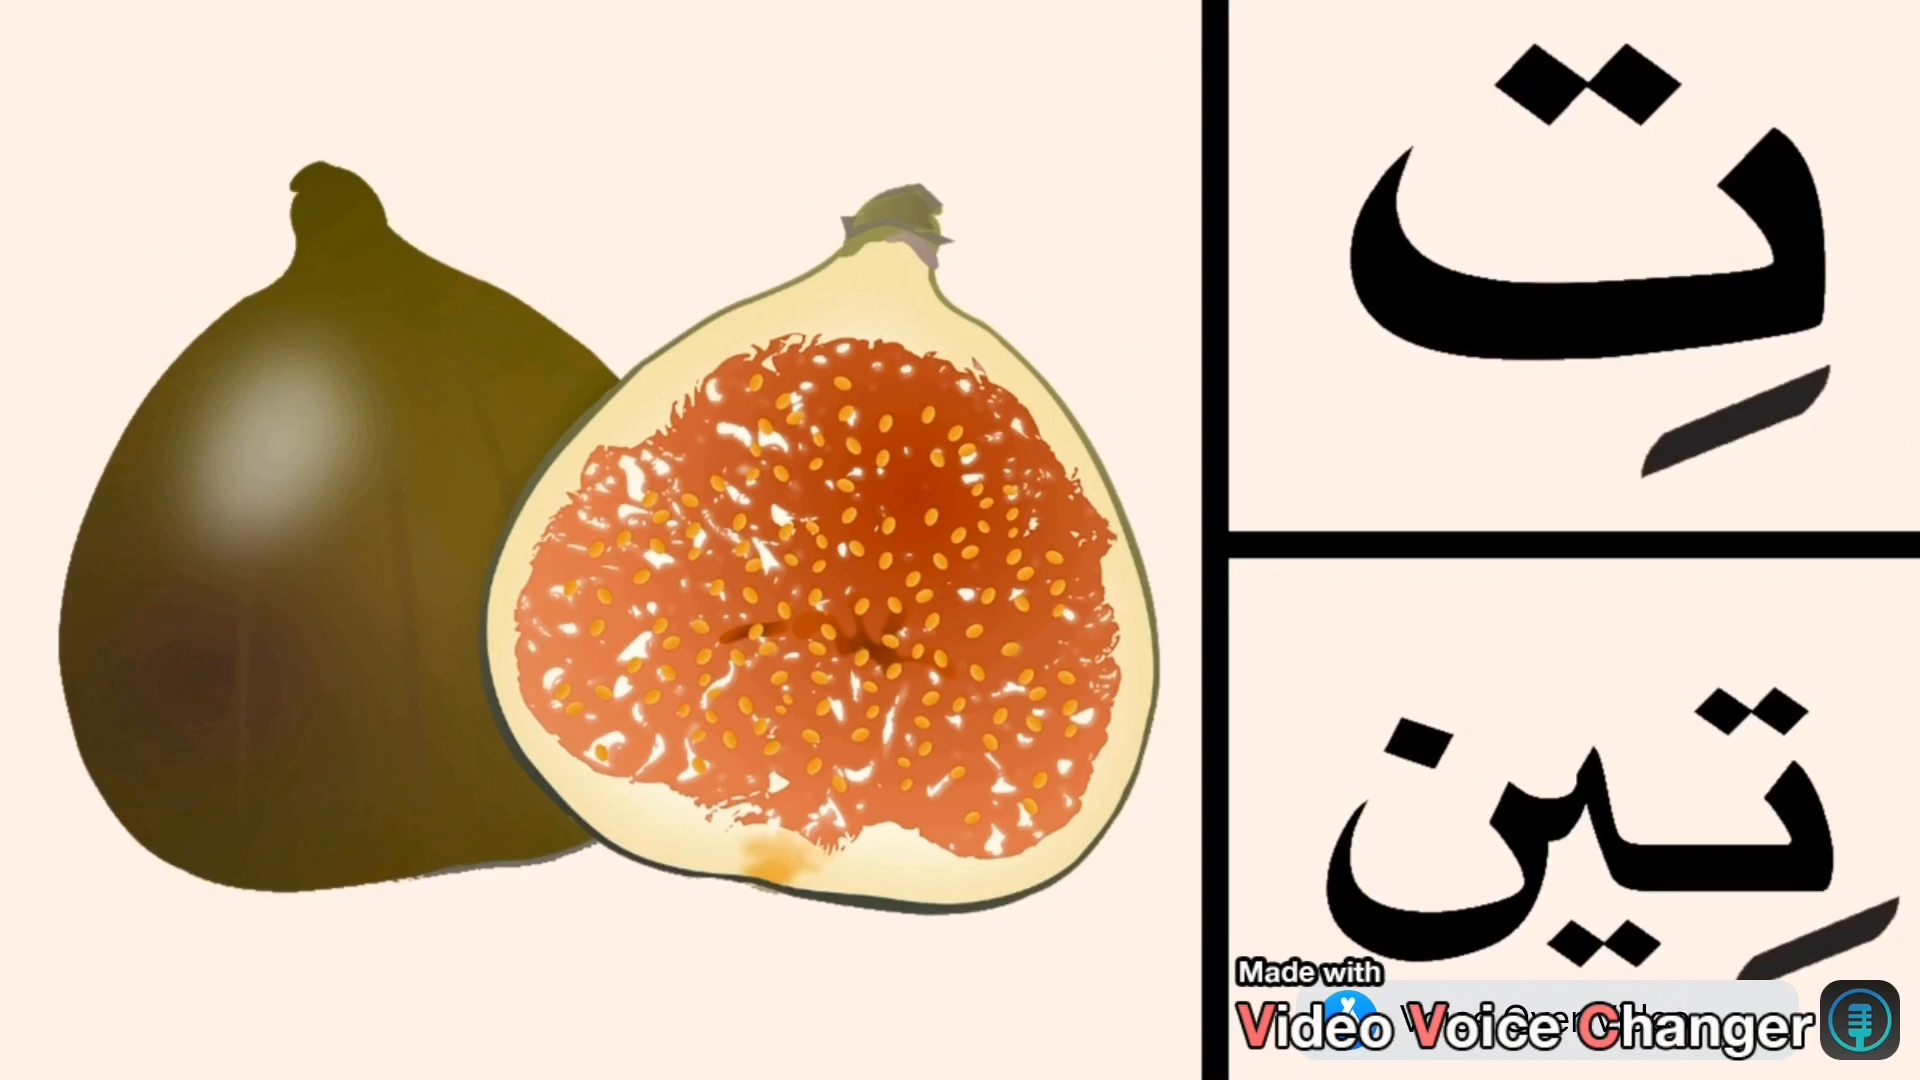 تِ
تِين
Made with
Video Voice Changer